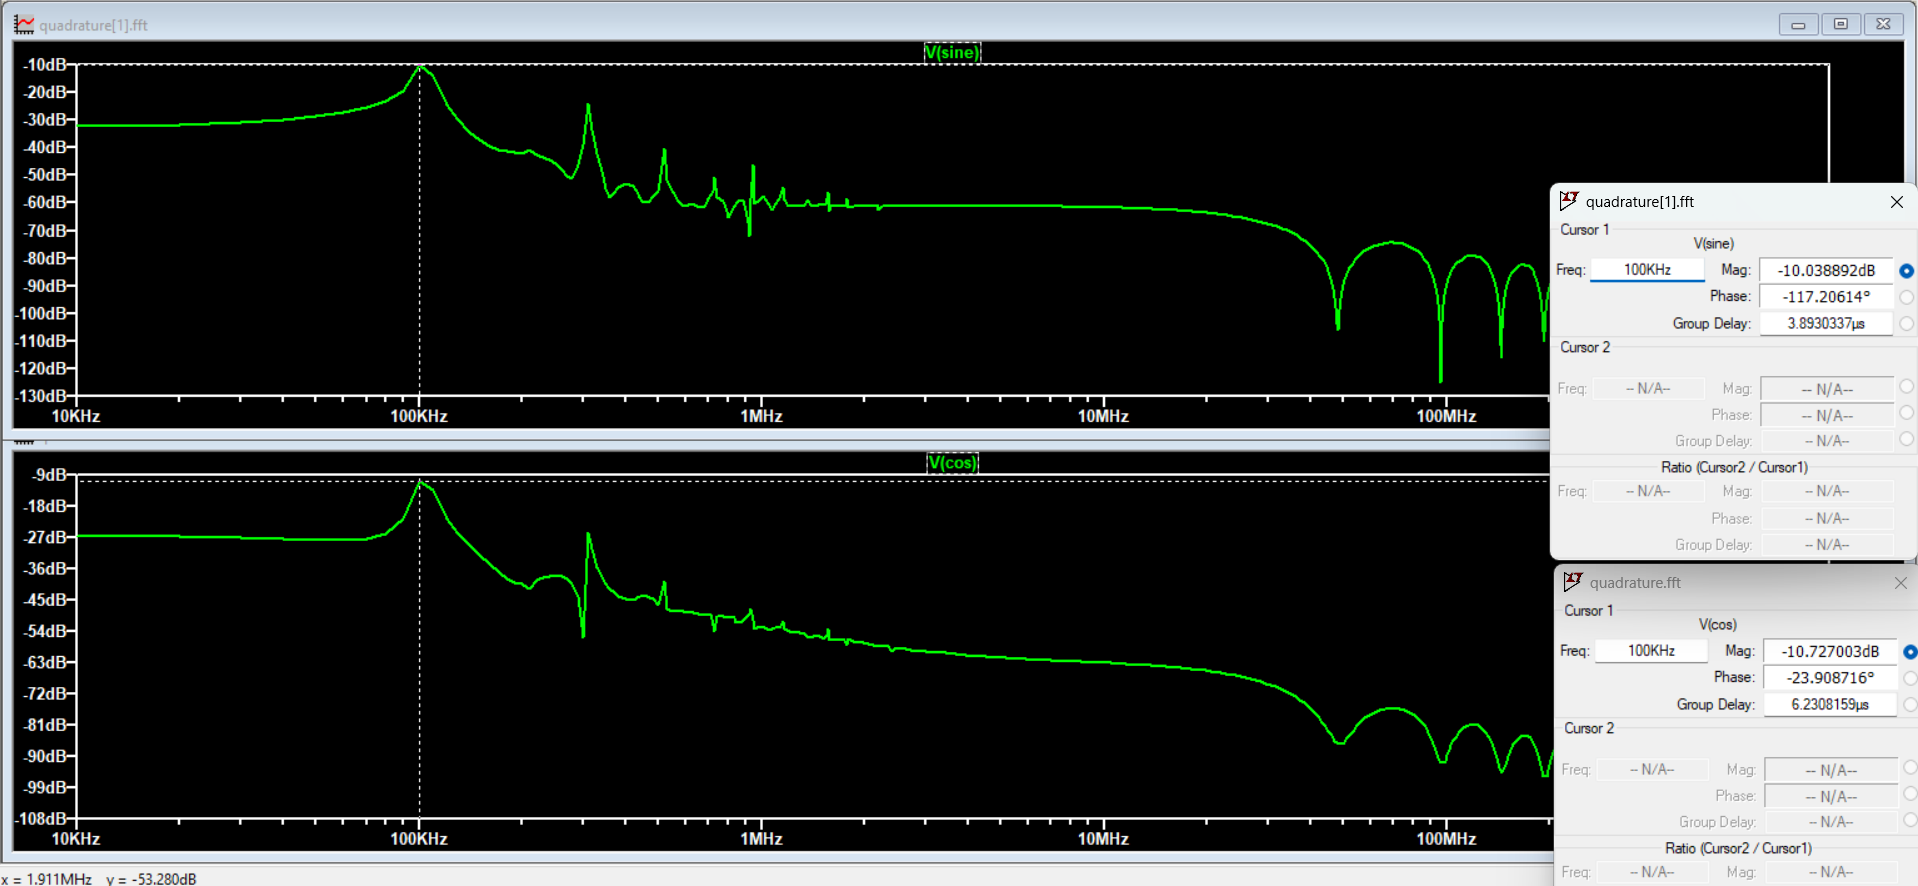 quadrature[1].fft
V(sine)
-10dB
-20dB
-30dB
-40dB
-50dB
-60dB
-70dB
-80dB
-90dB
-100dB
-110dB
-120dB
-130dB
10KHz 100KHz 1MHz 10MHz 100MHz
V(cos)
-9dB
-18dB
-27dB
-36dB
-45dB
-54dB
-63dB
-72dB
-81dB
-90dB
-99dB
-108dB
10KHz 100KHz 1MHz 10MHz 100MHz
x = 1.911MHz y = -53.280dB
quadrature[1].fft
Cursor 1
V(sine)
Freq: 100KHz Mag: -10.038892dB
Phase: -117.20614°
Group Delay: 3.8930337µs
Cursor 2
Freq: -- N/A-- Mag: -- N/A--
Phase: -- N/A--
Group Delay: -- N/A--
Ratio (Cursor2 / Cursor1)
Freq: -- N/A-- Mag: -- N/A--
Phase: -- N/A--
Group Delay: -- N/A--
quadrature.fft
Cursor 1
V(cos)
Freq: 100KHz Mag: -10.727003dB
Phase: -23.908716°
Group Delay: 6.2308159µs
Cursor 2
Freq: -- N/A-- Mag: -- N/A--
Phase: -- N/A--
Group Delay: -- N/A--
Ratio (Cursor2 / Cursor1)
Freq: -- N/A-- Mag: -- N/A--